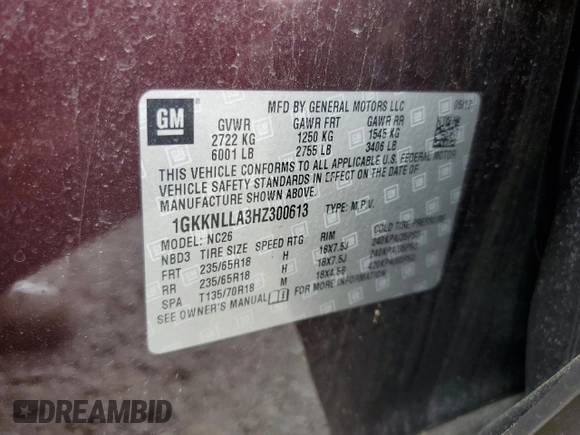 GM
MFD BY GENERAL MOTORS LLC
GVWR GAWR FRT GAWR RR
2722 KG 1250 KG 1545 KG
6001 LB 2755 LB 3406 LB
THIS VEHICLE CONFORMS TO ALL APPLICABLE U.S. FEDERAL MOTOR
VEHICLE SAFETY STANDARDS IN EFFECT ON THE DATE OF
MANUFACTURE SHOWN ABOVE.
1GKKNLLA3HZ300613 TYPE: M.P.V.
MODEL: NC26
NBD3 TIRE SIZE SPEED RTG RIM COLD TIRE PRESSURE
FRT 235/65R18 H 18X7.5J
RR 235/65R18 H 18X7.5J
SPA T135/70R18 M 18X4.5B
SEE OWNER'S MANUAL FOR MORE INFORMATION.
DREAMBID